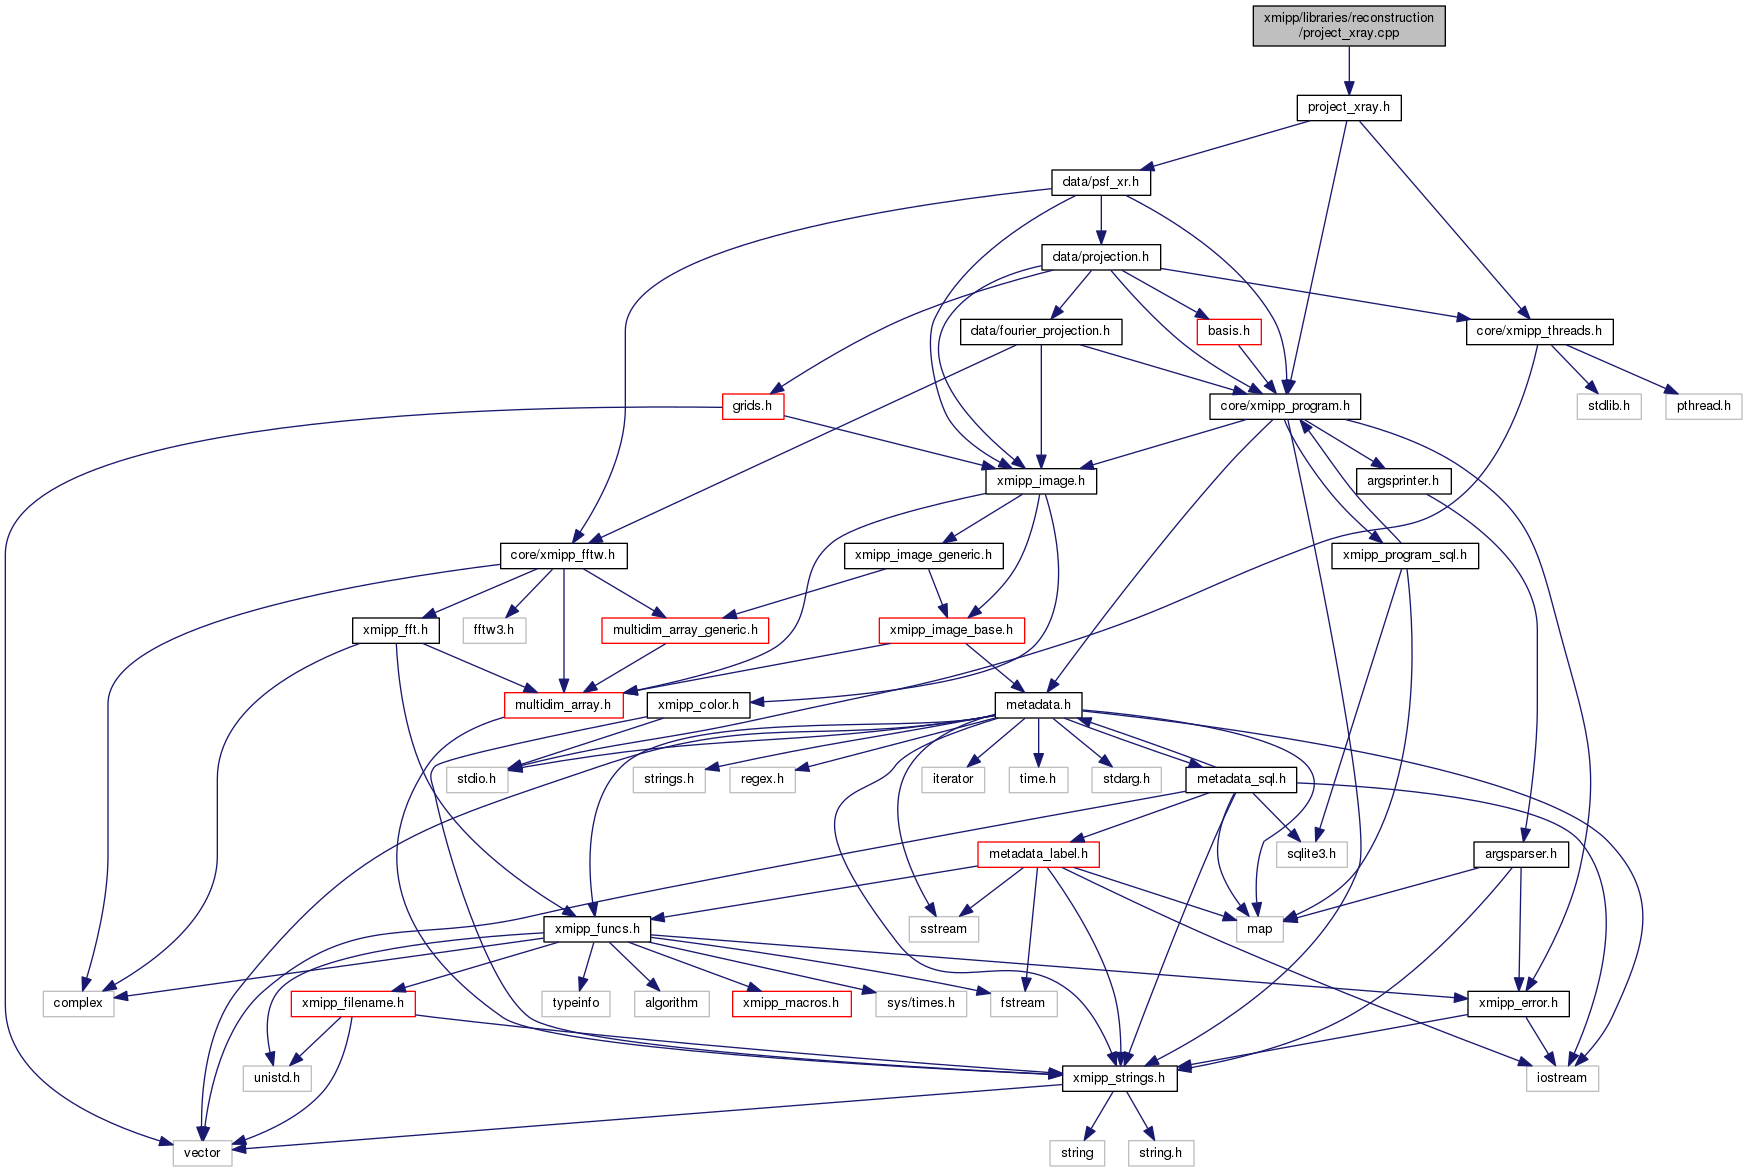 xmipp/libraries/reconstruction
/project_xray.cpp
project_xray.h
data/psf_xr.h
data/projection.h
data/fourier_projection.h
basis.h
core/xmipp_threads.h
grids.h
core/xmipp_program.h
stdlib.h
pthread.h
xmipp_image.h
argsprinter.h
core/xmipp_fftw.h
xmipp_image_generic.h
xmipp_program_sql.h
xmipp_fft.h
fftw3.h
multidim_array_generic.h
xmipp_image_base.h
multidim_array.h
xmipp_color.h
metadata.h
stdio.h
strings.h
regex.h
iterator
time.h
stdarg.h
metadata_sql.h
metadata_label.h
sqlite3.h
argsparser.h
xmipp_funcs.h
sstream
map
complex
xmipp_filename.h
typeinfo
algorithm
xmipp_macros.h
sys/times.h
fstream
xmipp_error.h
unistd.h
xmipp_strings.h
iostream
vector
string
string.h